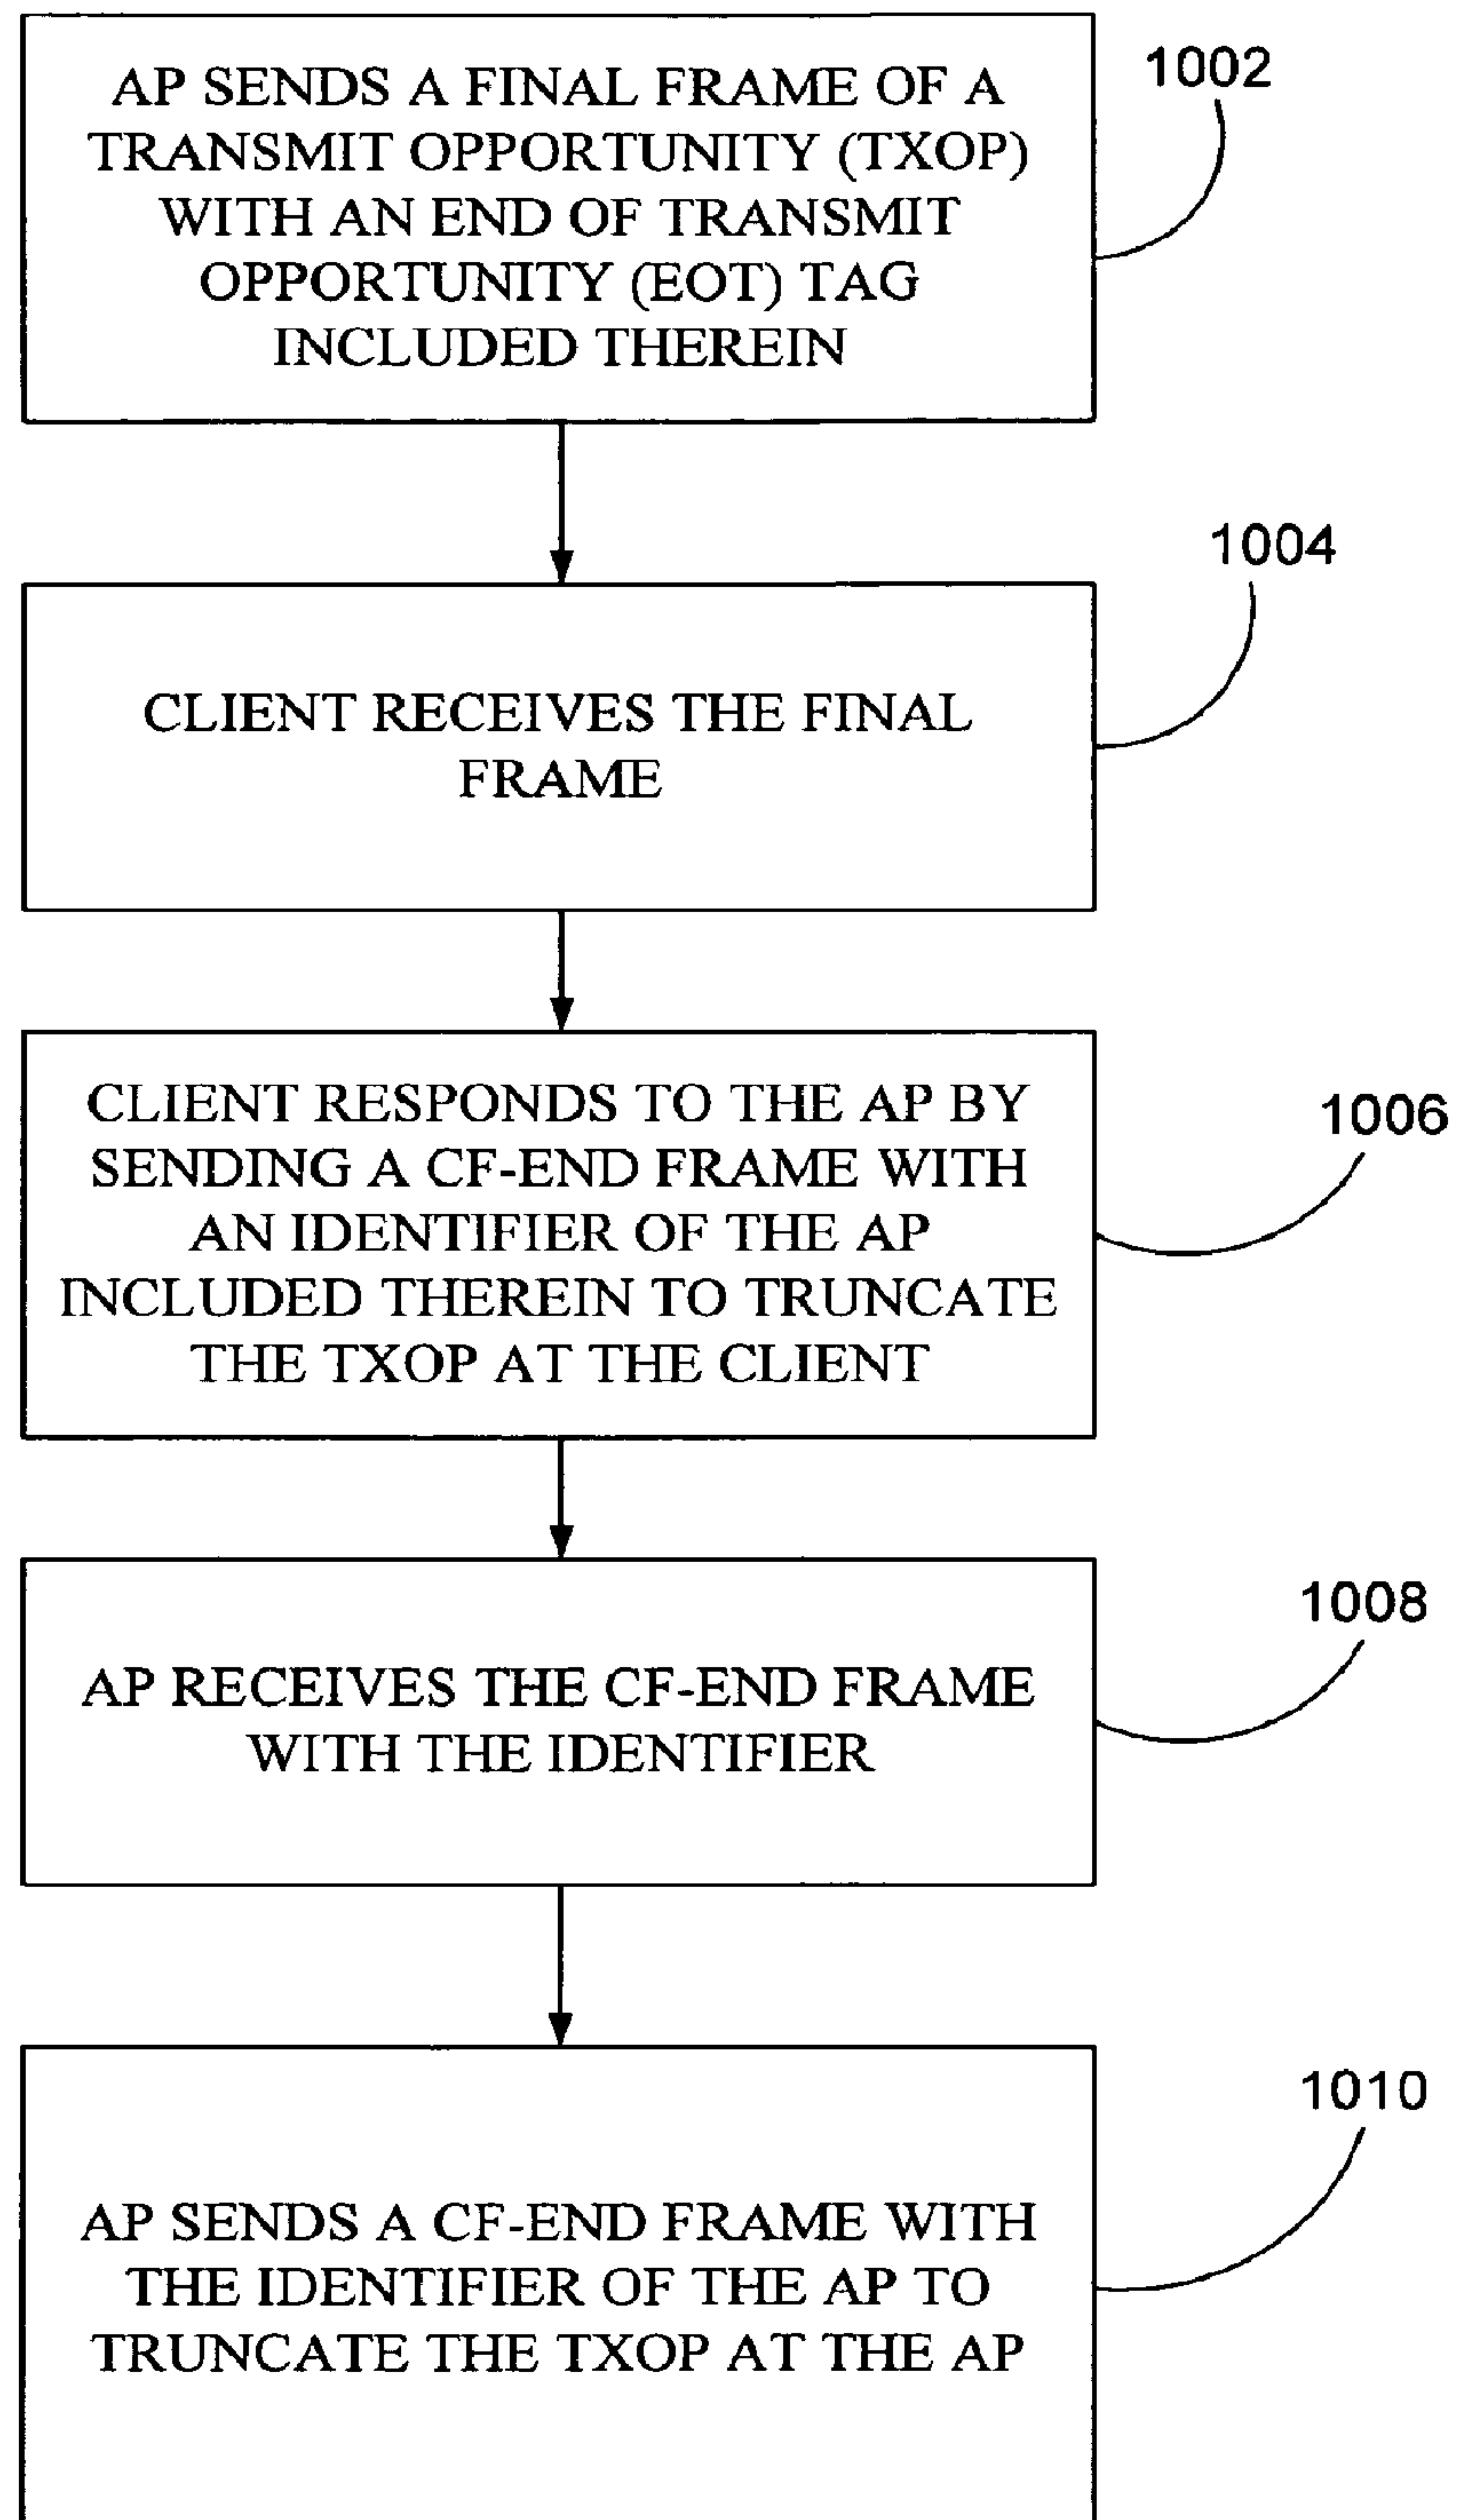 AP SENDS A FINAL FRAME OF A
TRANSMIT OPPORTUNITY (TXOP)
WITH AN END OF TRANSMIT
OPPORTUNITY (EOT) TAG
INCLUDED THEREIN
1002
1004
CLIENT RECEIVES THE FINAL
FRAME
CLIENT RESPONDS TO THE AP BY
SENDING A CF-END FRAME WITH
AN IDENTIFIER OF THE AP
INCLUDED THEREIN TO TRUNCATE
THE TXOP AT THE CLIENT
1006
1008
AP RECEIVES THE CF-END FRAME
WITH THE IDENTIFIER
1010
AP SENDS A CF-END FRAME WITH
THE IDENTIFIER OF THE AP TO
TRUNCATE THE TXOP AT THE AP